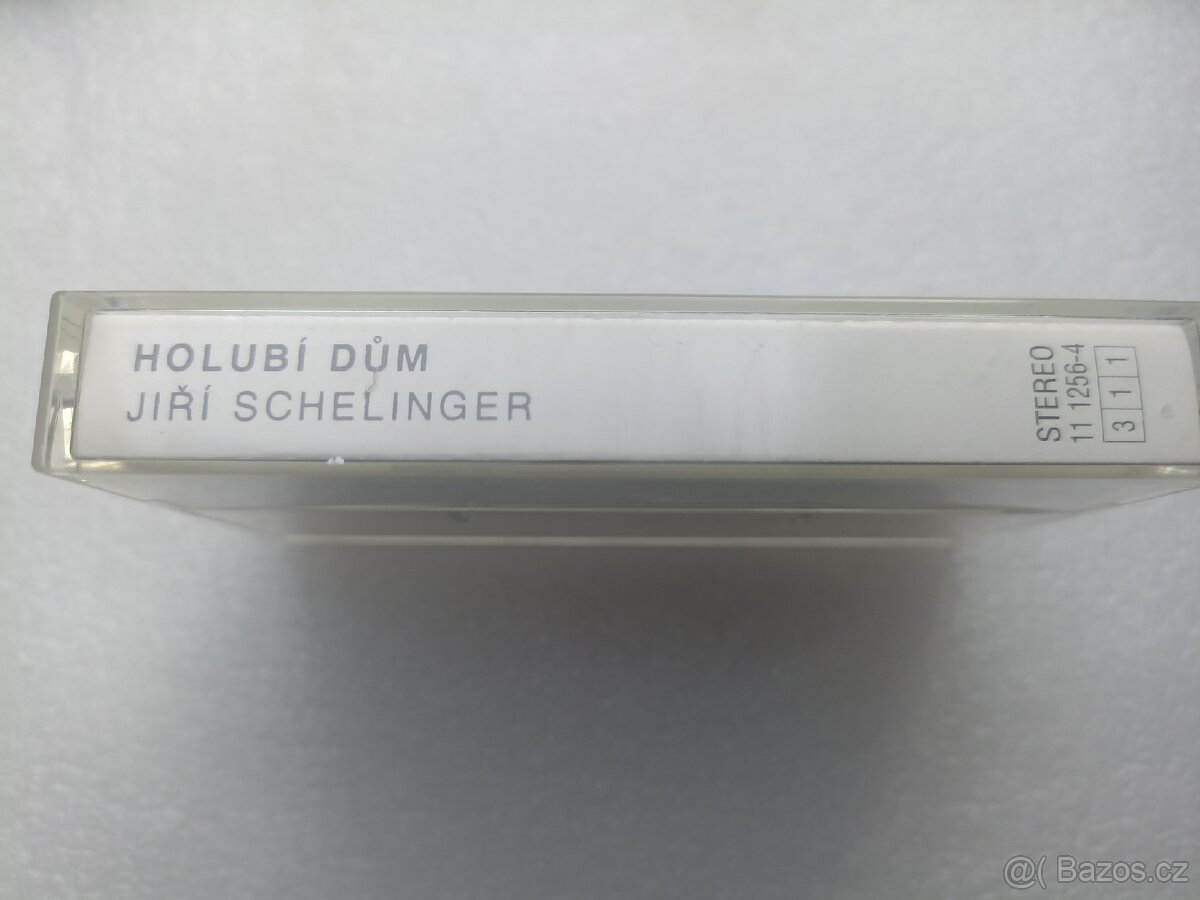 HOLUBÍ DŮM
JIŘÍ SCHELINGER
STEREO
11 1256-4
3 1 1
@( Bazos.cz